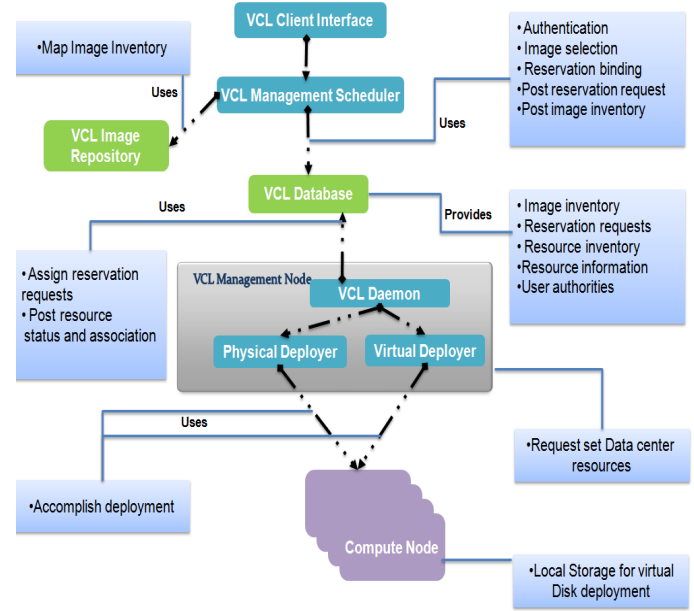 VCL Client Interface
•Map Image Inventory
• Authentication
• Image selection
• Reservation binding
•Post reservation request
•Post image inventory
Uses
VCL Management Scheduler
Uses
VCL Image
Repository
VCL Database
Uses
Provides
• Image inventory
• Reservation requests
• Resource inventory
•Resource information
•User authorities
• Assign reservation
requests
• Post resource
status and association
VCL Management Node
VCL Daemon
Physical Deployer
Virtual Deployer
Uses
•Request set Data center
resources
•Accomplish deployment
Compute Node
•Local Storage for virtual
Disk deployment